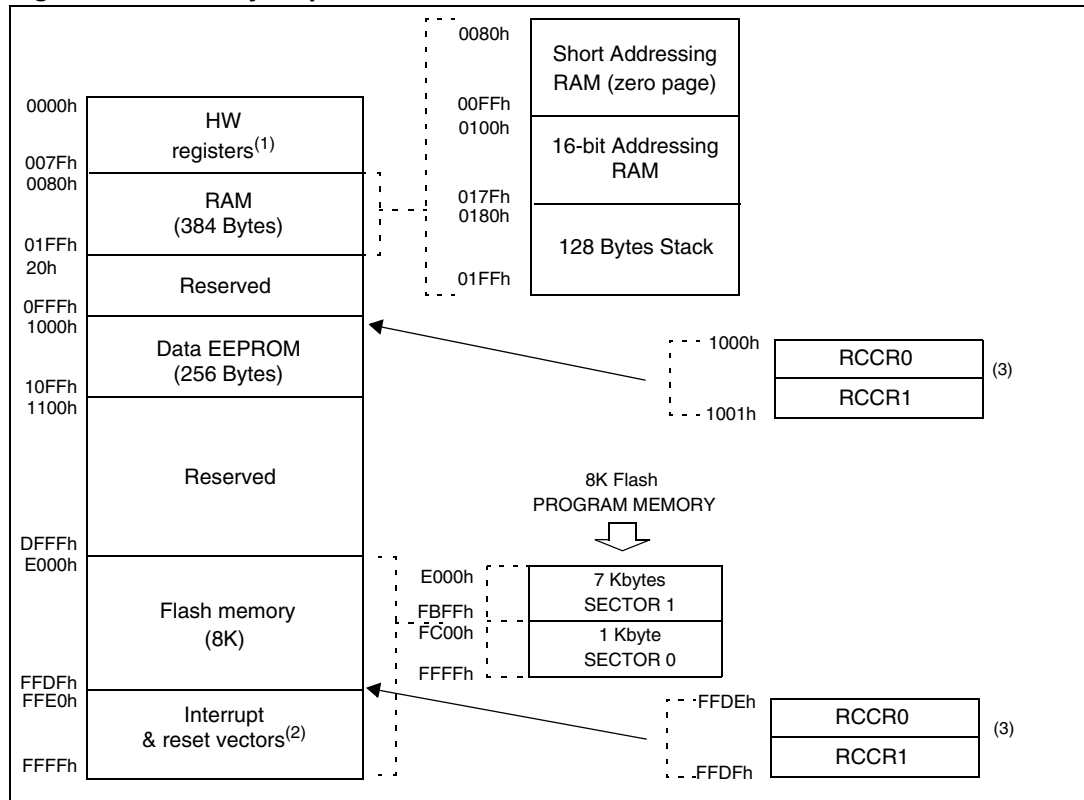 0000h
HW
registers(1)
007Fh
0080h
RAM
(384 Bytes)
01FFh
20h
Reserved
0FFFh
1000h
Data EEPROM
(256 Bytes)
10FFh
1100h
Reserved
DFFFh
E000h
Flash memory
(8K)
FFDFh
FFE0h
Interrupt
& reset vectors(2)
FFFFh
0080h
Short Addressing
RAM (zero page)
00FFh
0100h
16-bit Addressing
RAM
017Fh
0180h
128 Bytes Stack
01FFh
1000h
RCCR0
(3)
RCCR1
1001h
8K Flash
PROGRAM MEMORY
E000h
7 Kbytes
SECTOR 1
FBFFh
FC00h
1 Kbyte
SECTOR 0
FFFFh
FFDEh
RCCR0
(3)
RCCR1
FFDFh